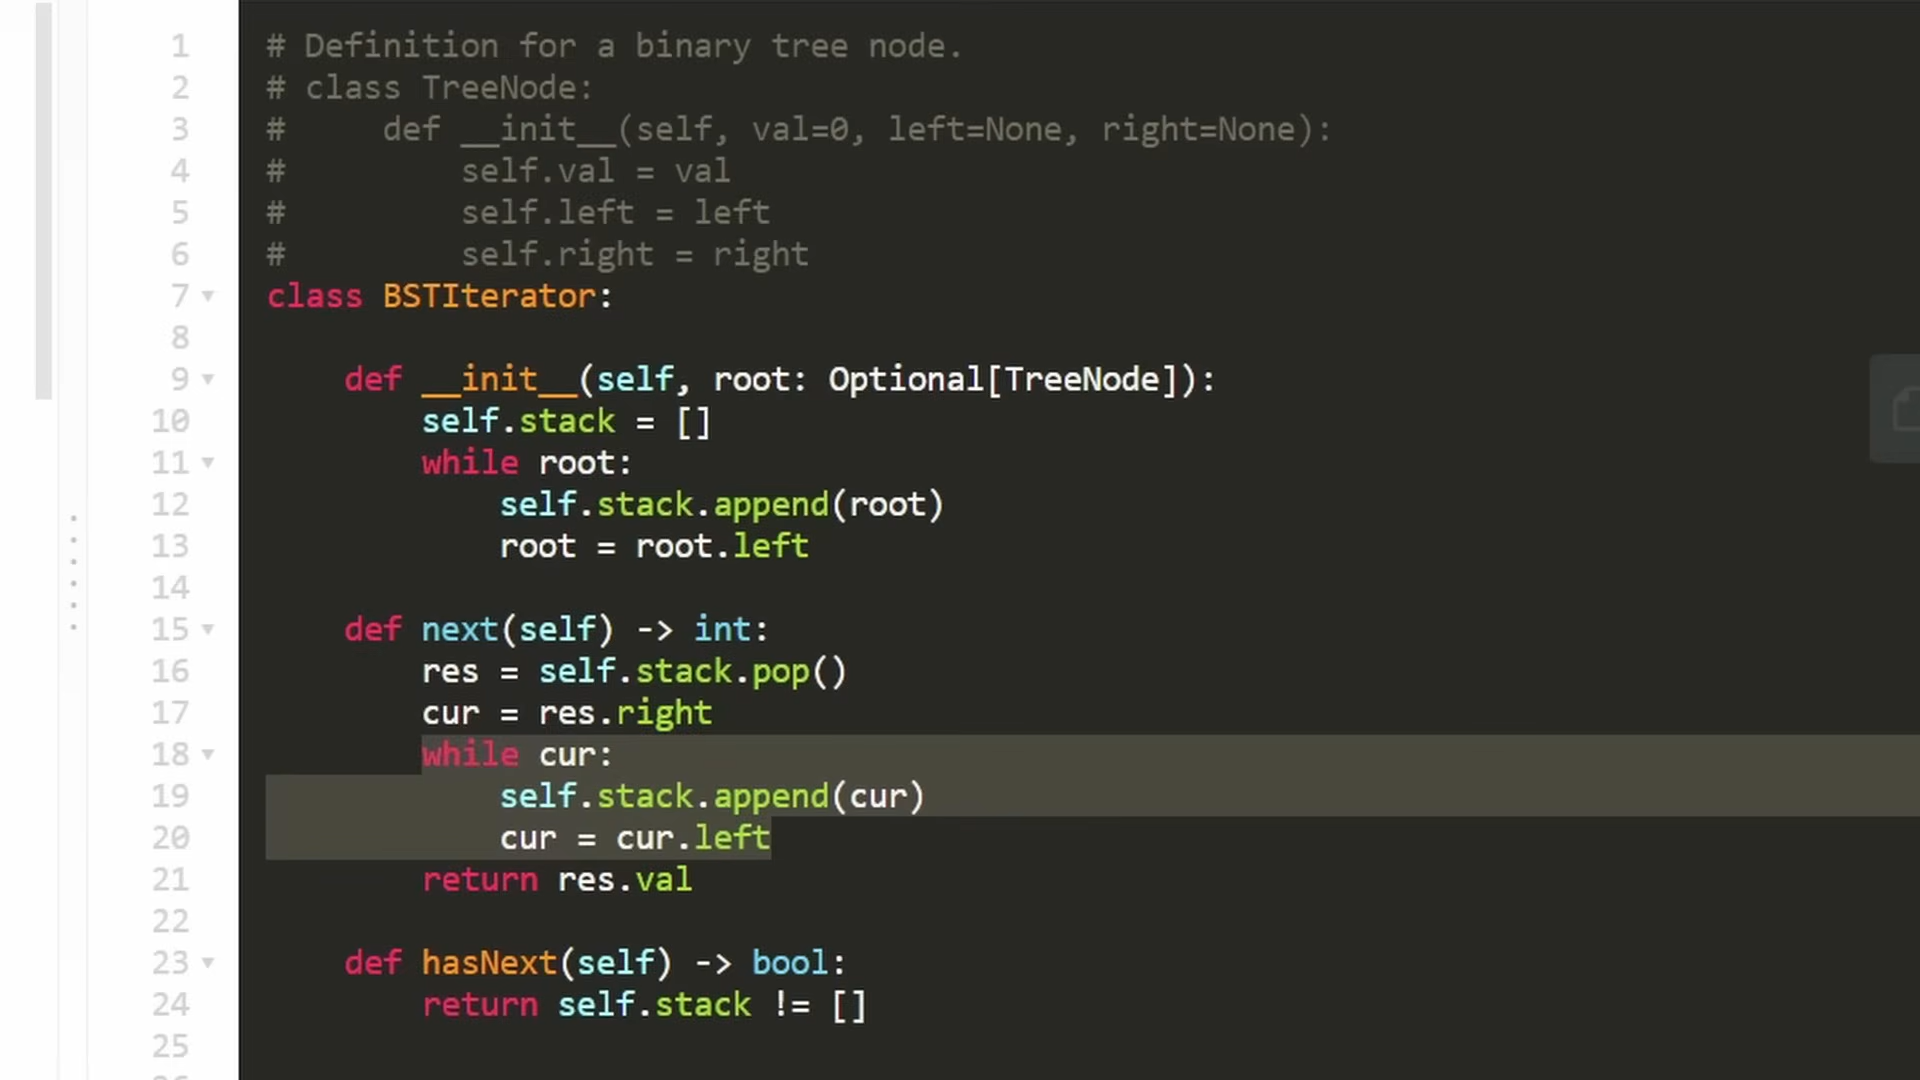 1 # Definition for a binary tree node.
2 # class TreeNode:
3 #     def __init__(self, val=0, left=None, right=None):
4 #         self.val = val
5 #         self.left = left
6 #         self.right = right
7 class BSTIterator:
8
9     def __init__(self, root: Optional[TreeNode]):
10         self.stack = []
11         while root:
12             self.stack.append(root)
13             root = root.left
14
15     def next(self) -> int:
16         res = self.stack.pop()
17         cur = res.right
18         while cur:
19             self.stack.append(cur)
20             cur = cur.left
21         return res.val
22
23     def hasNext(self) -> bool:
24         return self.stack != []
25